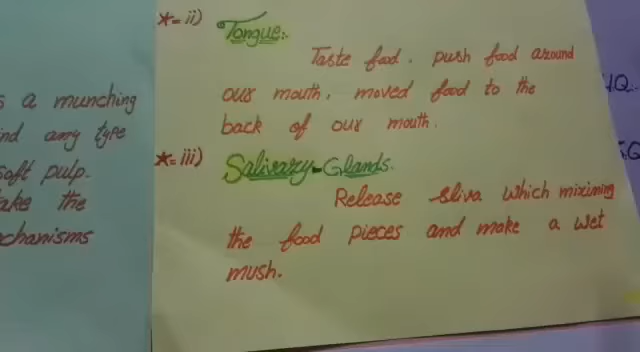 s a munching
ind any type
soft pulp.
ake the
chanisms
*= ii) Tongue:-
Taste food. push food around
our mouth, moved food to the
back of our mouth.
*= iii) Salivary-Glands.
Release sliva which mixining
the food pieces and make a wet
mush.